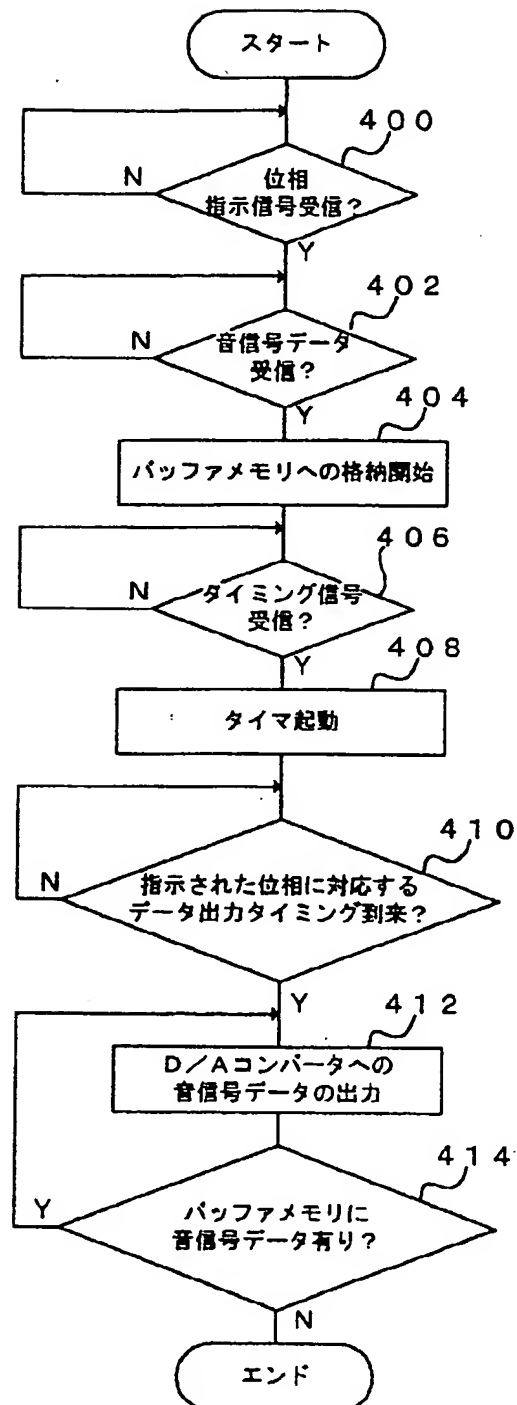 スタート
400
N
位相
指示信号受信?
Y
402
N
音信号データ
受信?
Y
404
バッファメモリへの格納開始
406
N
タイミング信号
受信?
Y
408
タイマ起動
410
N
指示された位相に対応する
データ出力タイミング到来?
Y
412
D/Aコンバータへの
音信号データの出力
414
Y
バッファメモリに
音信号データ有り?
N
エンド